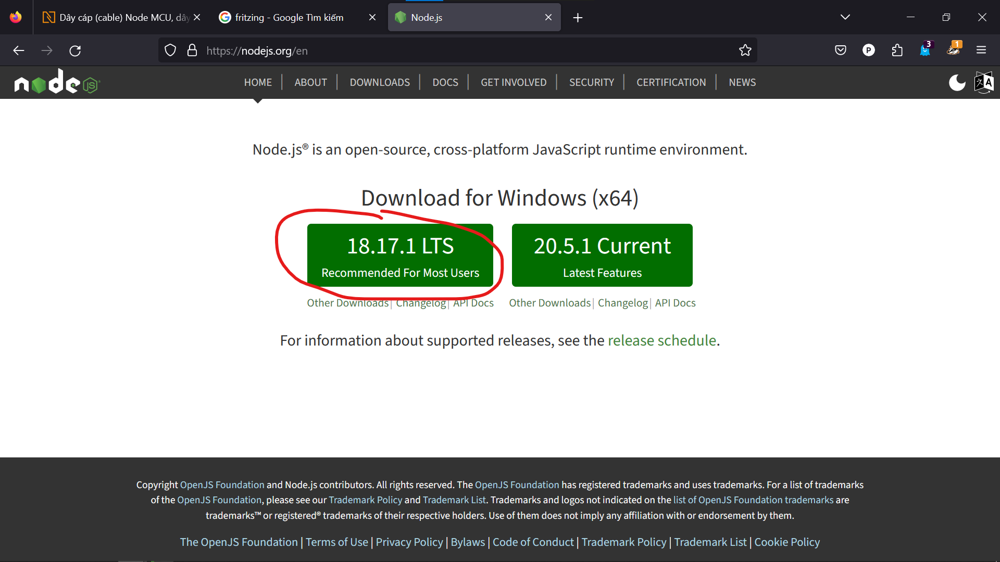 Dây cáp (cable) Node MCU, dây
fritzing - Google Tìm kiếm
Node.js
https://nodejs.org/en
P
3
1
node JS
HOME | ABOUT | DOWNLOADS | DOCS | GET INVOLVED | SECURITY | CERTIFICATION | NEWS
Node.js® is an open-source, cross-platform JavaScript runtime environment.
Download for Windows (x64)
18.17.1 LTS
Recommended For Most Users
20.5.1 Current
Latest Features
Other Downloads | Changelog | API Docs
Other Downloads | Changelog | API Docs
For information about supported releases, see the release schedule.
Copyright OpenJS Foundation and Node.js contributors. All rights reserved. The OpenJS Foundation has registered trademarks and uses trademarks. For a list of trademarks
of the OpenJS Foundation, please see our Trademark Policy and Trademark List. Trademarks and logos not indicated on the list of OpenJS Foundation trademarks are
trademarks™ or registered® trademarks of their respective holders. Use of them does not imply any affiliation with or endorsement by them.
The OpenJS Foundation | Terms of Use | Privacy Policy | Bylaws | Code of Conduct | Trademark Policy | Trademark List | Cookie Policy